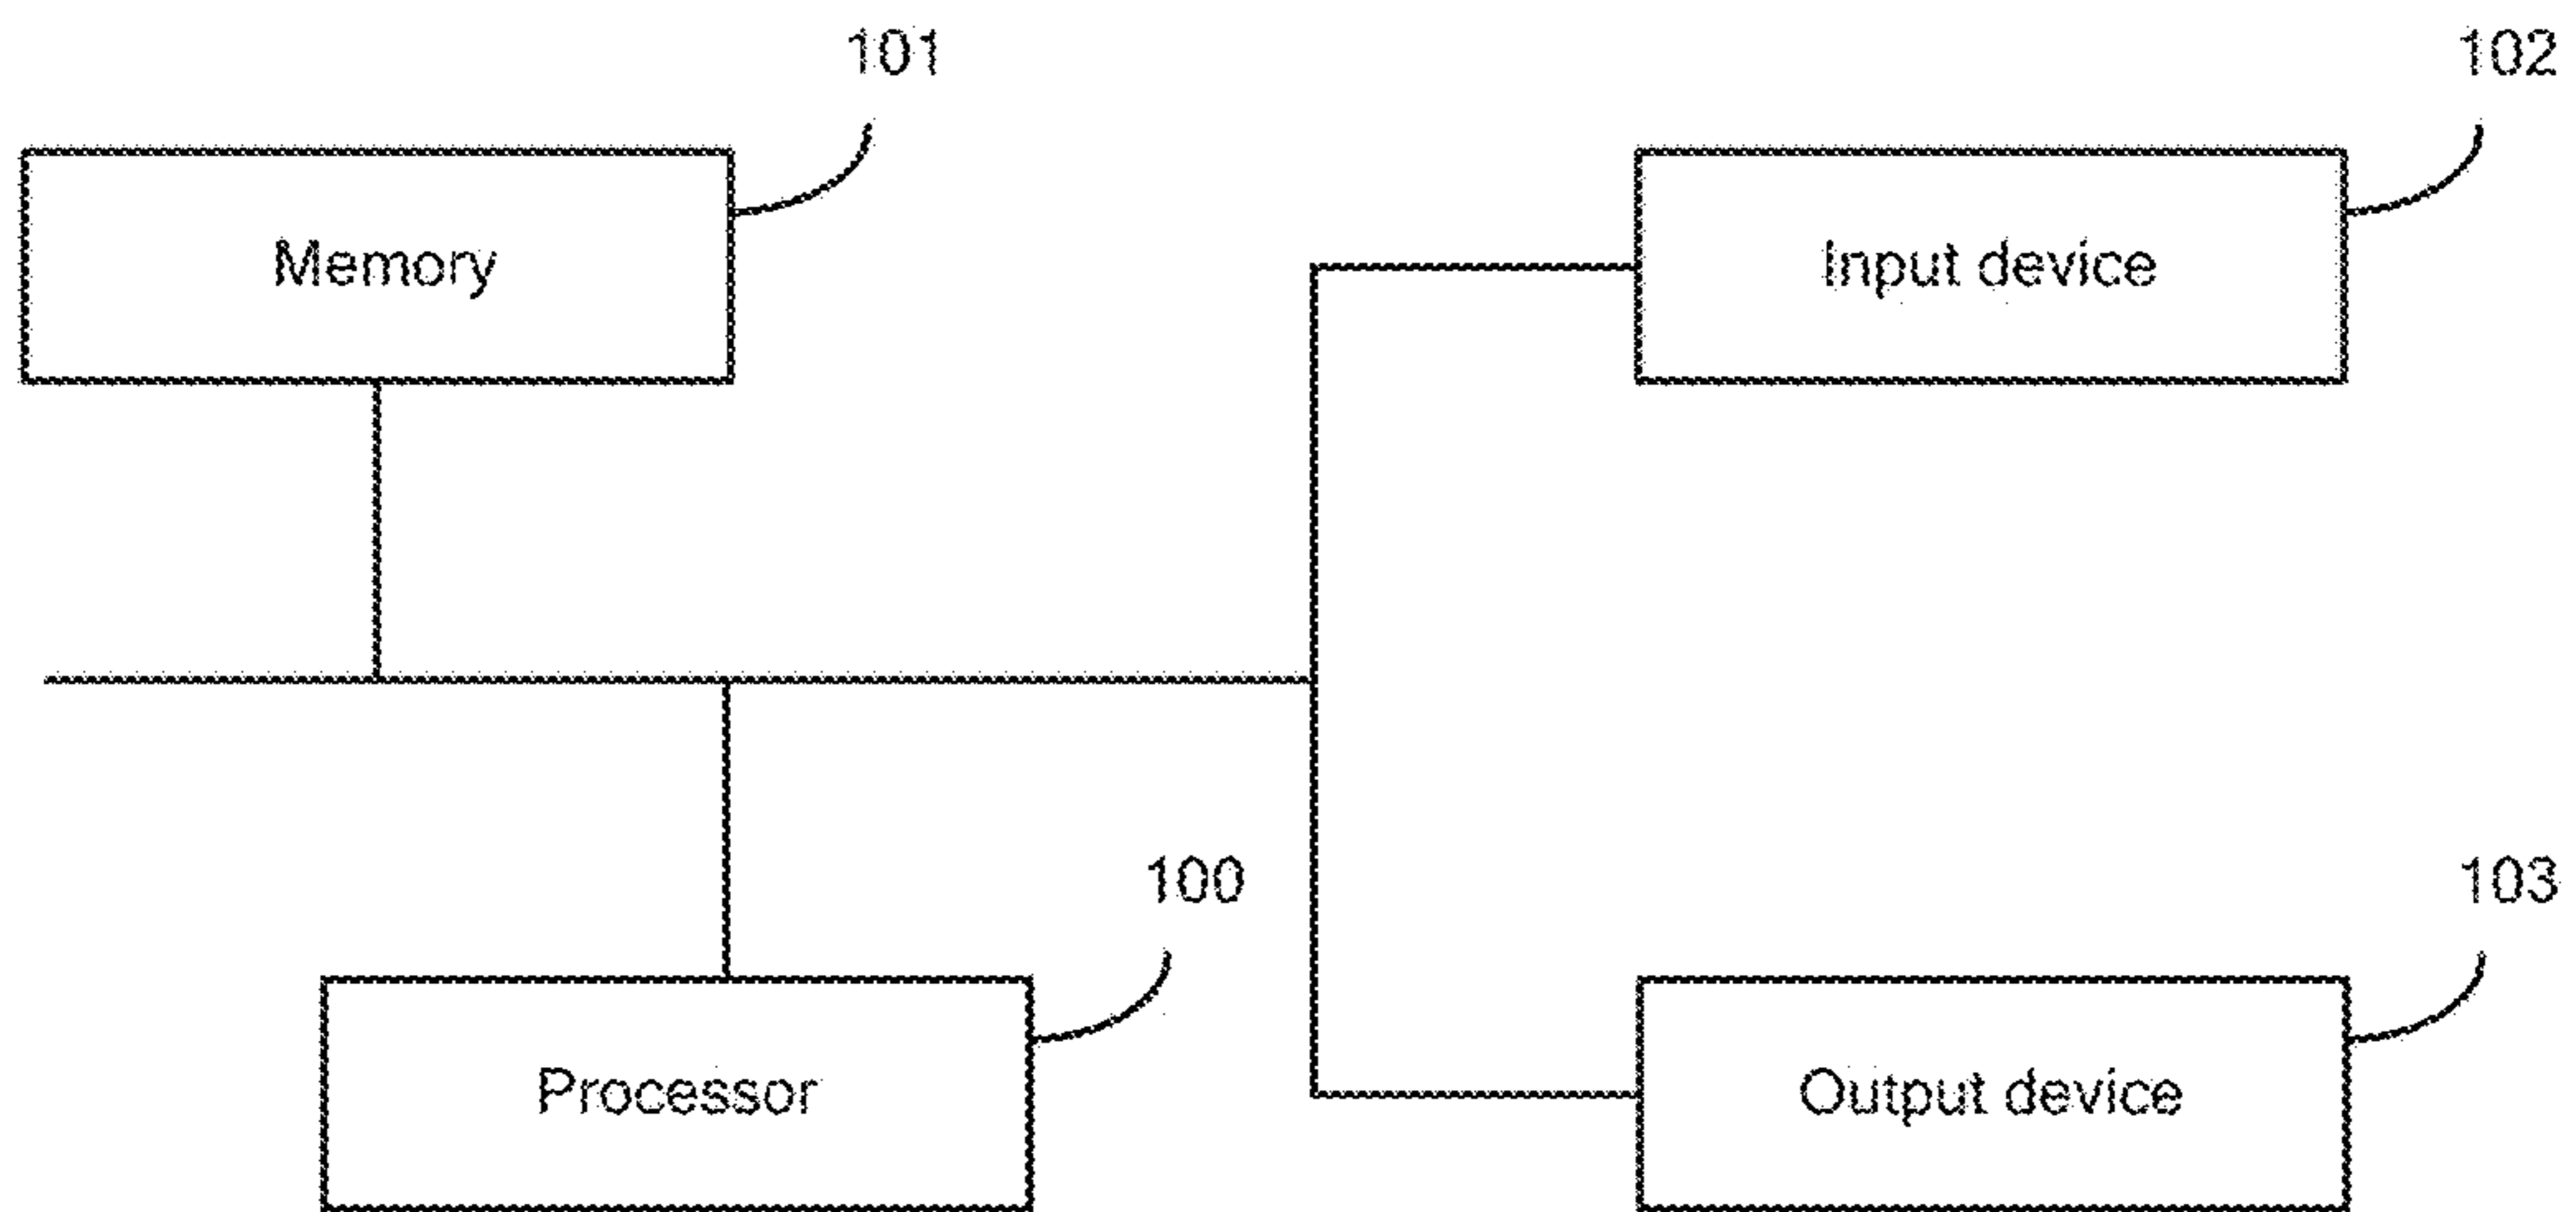 101
102
Memory
Input device
100
103
Processor
Output device